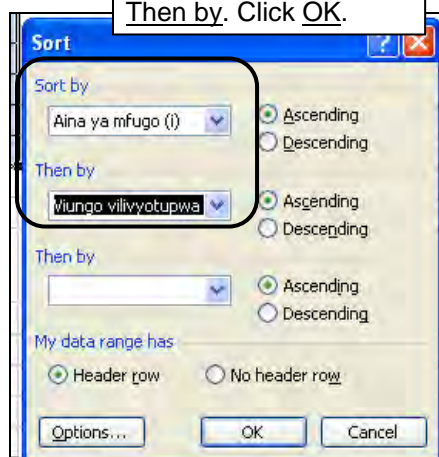 Then by. Click OK.
Sort
Sort by
Aina ya mfugo (i)
Ascending
Descending
Then by
Viungo vilivyotupwa
Ascending
Descending
Then by
Ascending
Descending
My data range has
Header row
No header row
Options...
OK
Cancel